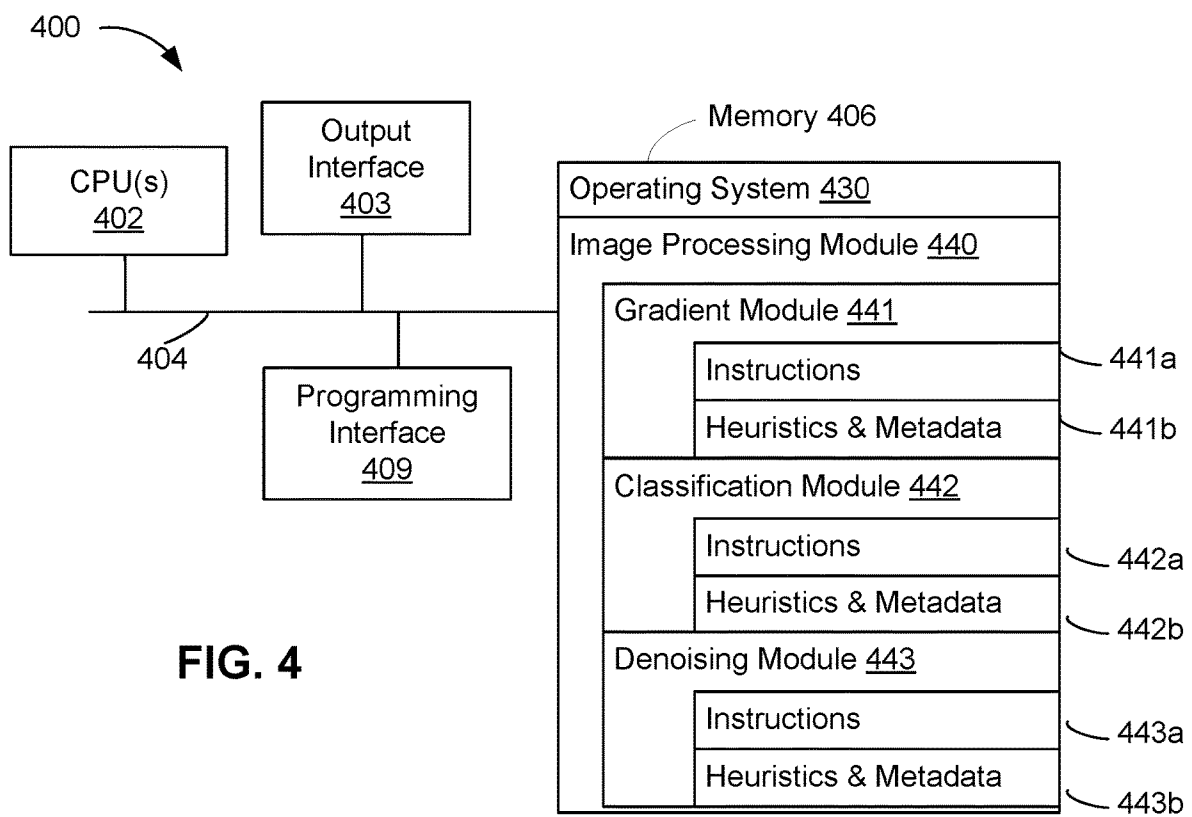 400
CPU(s)
402
Output
Interface
403
404
Programming
Interface
409
Memory 406
Operating System 430
Image Processing Module 440
Gradient Module 441
Instructions
441a
Heuristics & Metadata
441b
Classification Module 442
Instructions
442a
Heuristics & Metadata
442b
Denoising Module 443
Instructions
443a
Heuristics & Metadata
443b
FIG. 4